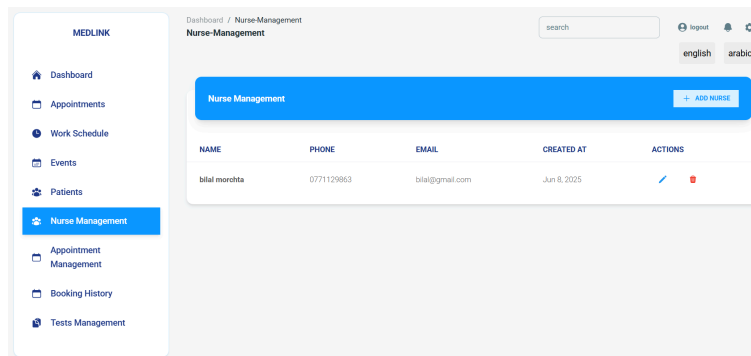 MEDLINK
Dashboard
Appointments
Work Schedule
Events
Patients
Nurse Management
Appointment
Management
Booking History
Tests Management
Dashboard / Nurse-Management
Nurse-Management
search
logout
english
arabic
Nurse Management
+ ADD NURSE
NAME PHONE EMAIL CREATED AT ACTIONS
bilal morchta 0771129863 bilal@gmail.com Jun 8, 2025